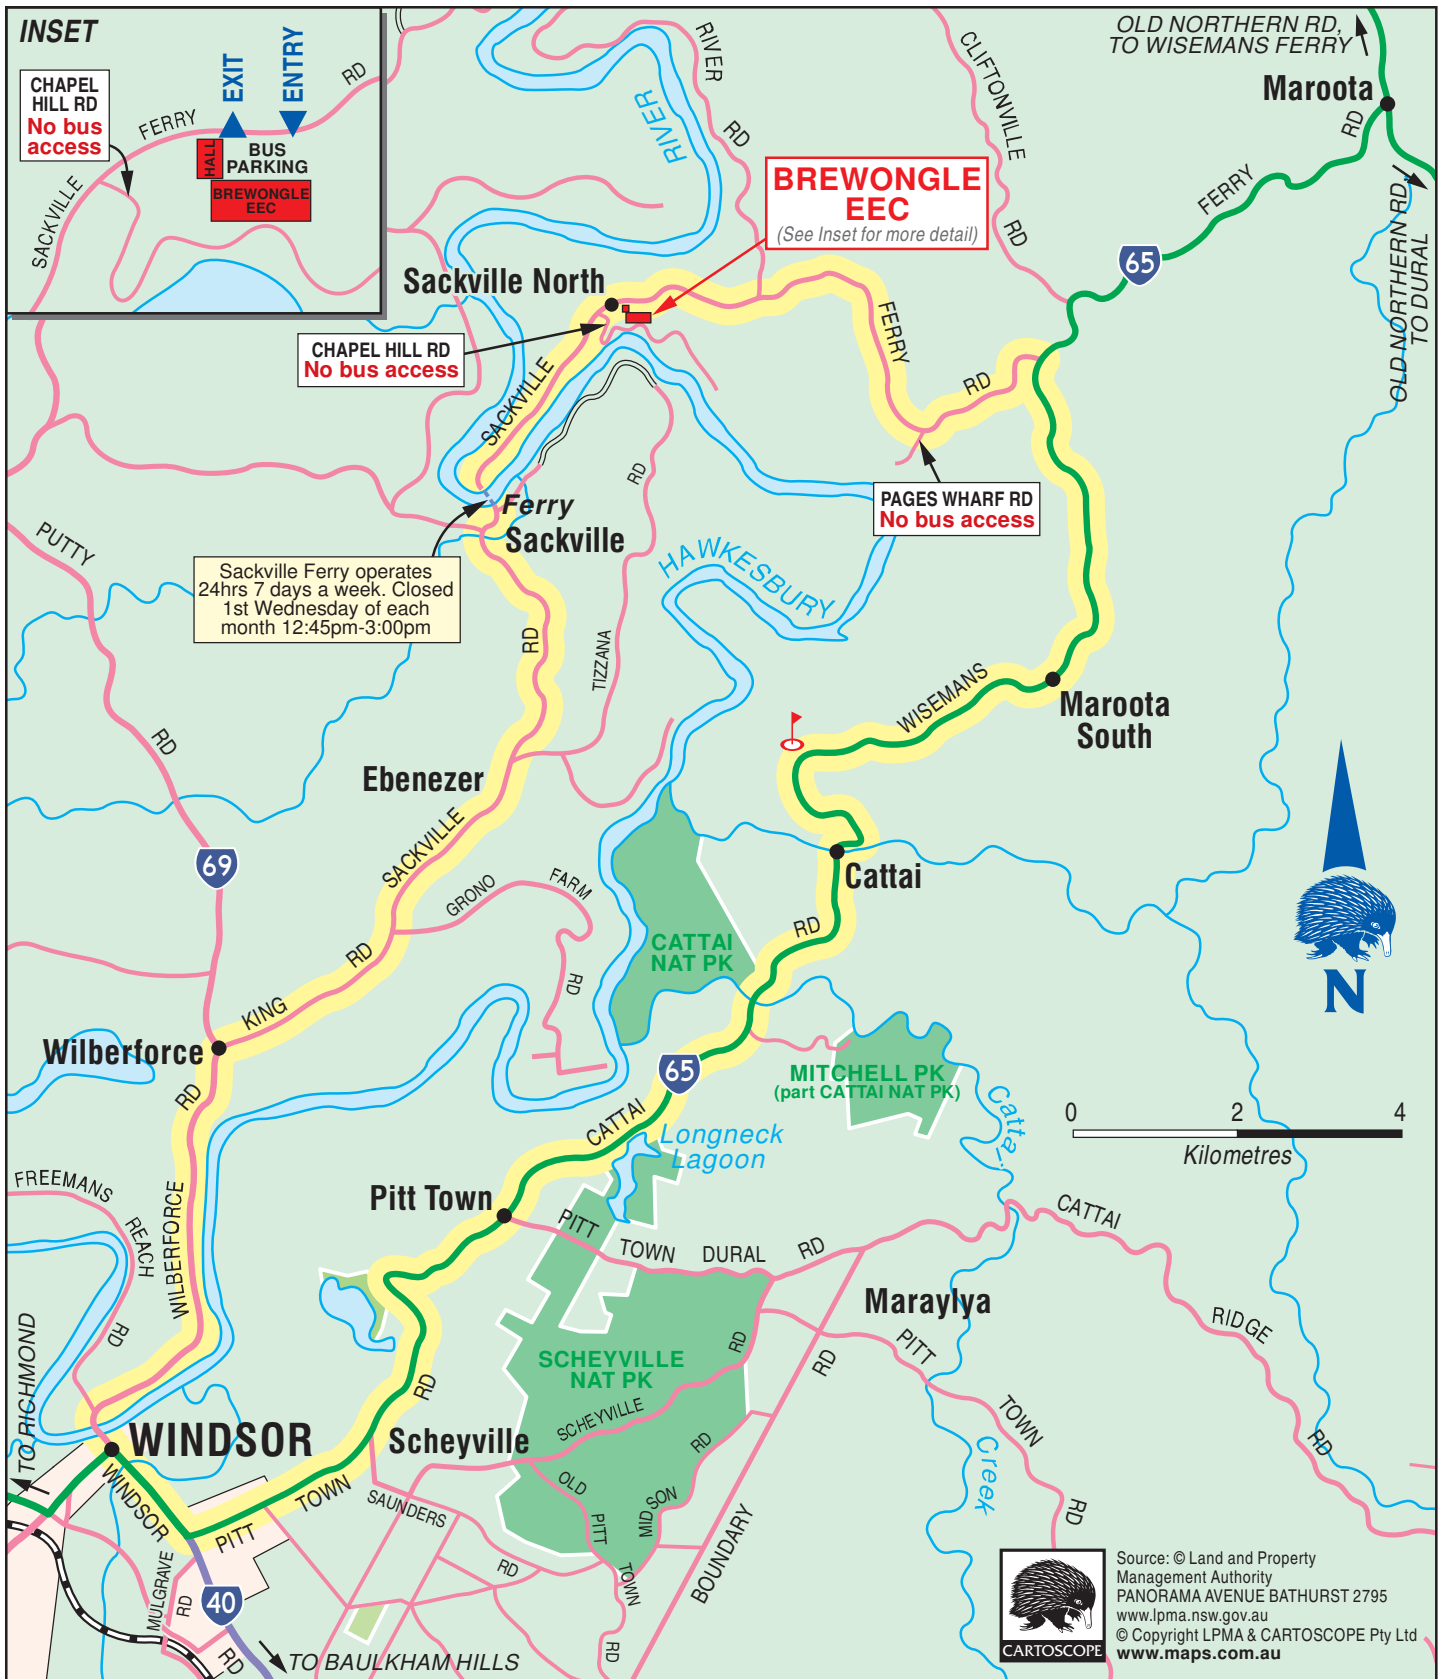 INSET
CHAPEL
HILL RD
No bus
access
EXIT
ENTRY
FERRY
RD
HALL
BUS
PARKING
BREWONGLE
EEC
SACKVILLE
RIVER
RD
RIVER
CLIFTONVILLE
RD
OLD NORTHERN RD,
TO WISEMANS FERRY
Maroota
RD
FERRY
65
OLD NORTHERN RD,
TO DURAL
BREWONGLE
EEC
(See Inset for more detail)
Sackville North
CHAPEL HILL RD
No bus access
SACKVILLE
FERRY
RD
PAGES WHARF RD
No bus access
Ferry
Sackville
Sackville Ferry operates
24hrs 7 days a week. Closed
1st Wednesday of each
month 12:45pm-3:00pm
PUTTY
RD
69
HAWKESBURY
RD
TIZZANA
RD
WISEMANS
Maroota
South
Ebenezer
SACKVILLE
GRONO
FARM
RD
Cattai
RD
CATTAI
NAT PK
KING
RD
Wilberforce
RD
WILBERFORCE
65
MITCHELL PK
(part CATTAI NAT PK)
N
0 2 4
Kilometres
CATTAI
Longneck
Lagoon
Cattai
FREEMANS
REACH
RD
Pitt Town
PITT
TOWN
DURAL
RD
CATTAI
RIDGE
RD
Maraylya
PITT
TOWN
RD
SCHEYVILLE
NAT PK
RD
SCHEYVILLE
RD
Scheyville
TO RICHMOND
WINDSOR
WINDSOR
RD
PITT
TOWN
SAUNDERS
RD
OLD
PITT
TOWN
RD
MIDSON
RD
BOUNDARY
RD
Creek
MULGRAVE
RD
40
TO BAULKHAM HILLS
CARTOSCOPE
Source: © Land and Property
Management Authority
PANORAMA AVENUE BATHURST 2795
www.lpma.nsw.gov.au
© Copyright LPMA & CARTOSCOPE Pty Ltd
www.maps.com.au